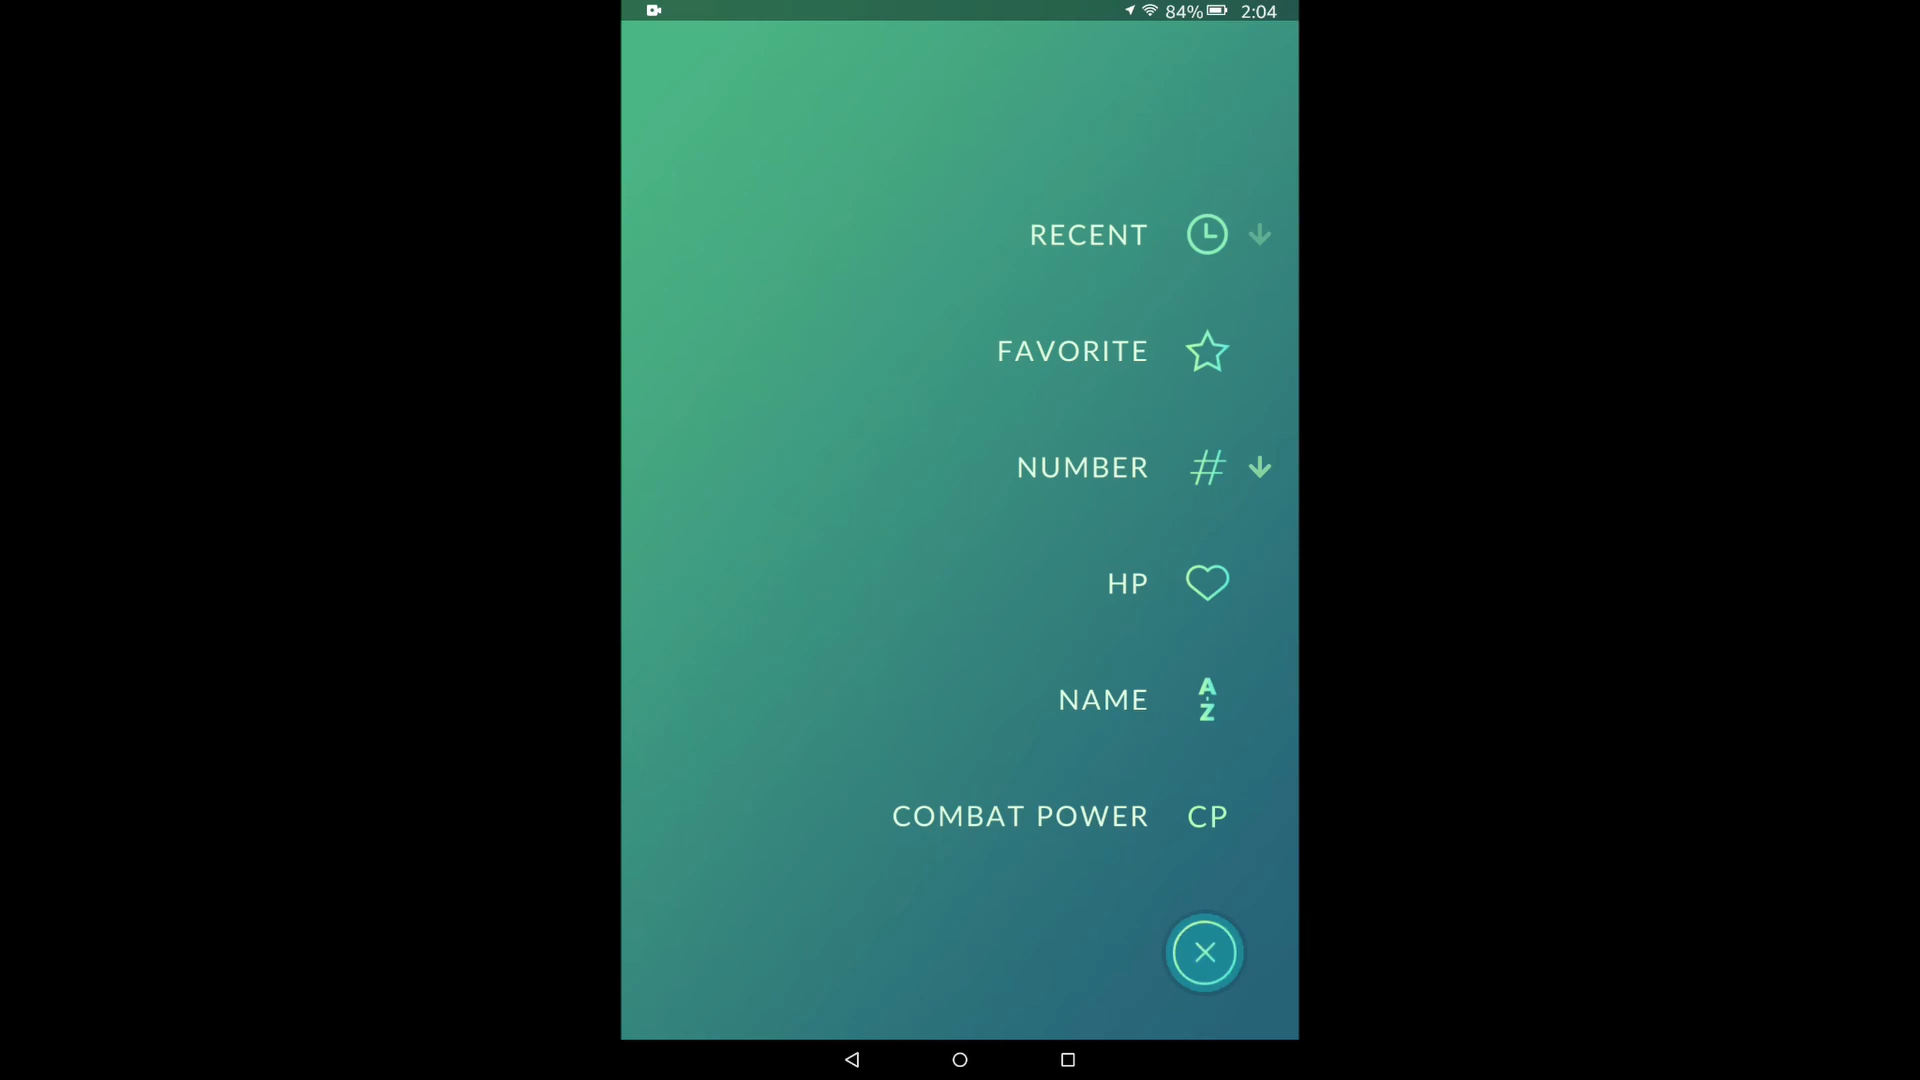 84% 2:04
RECENT
FAVORITE
NUMBER #
HP
NAME A-Z
COMBAT POWER CP